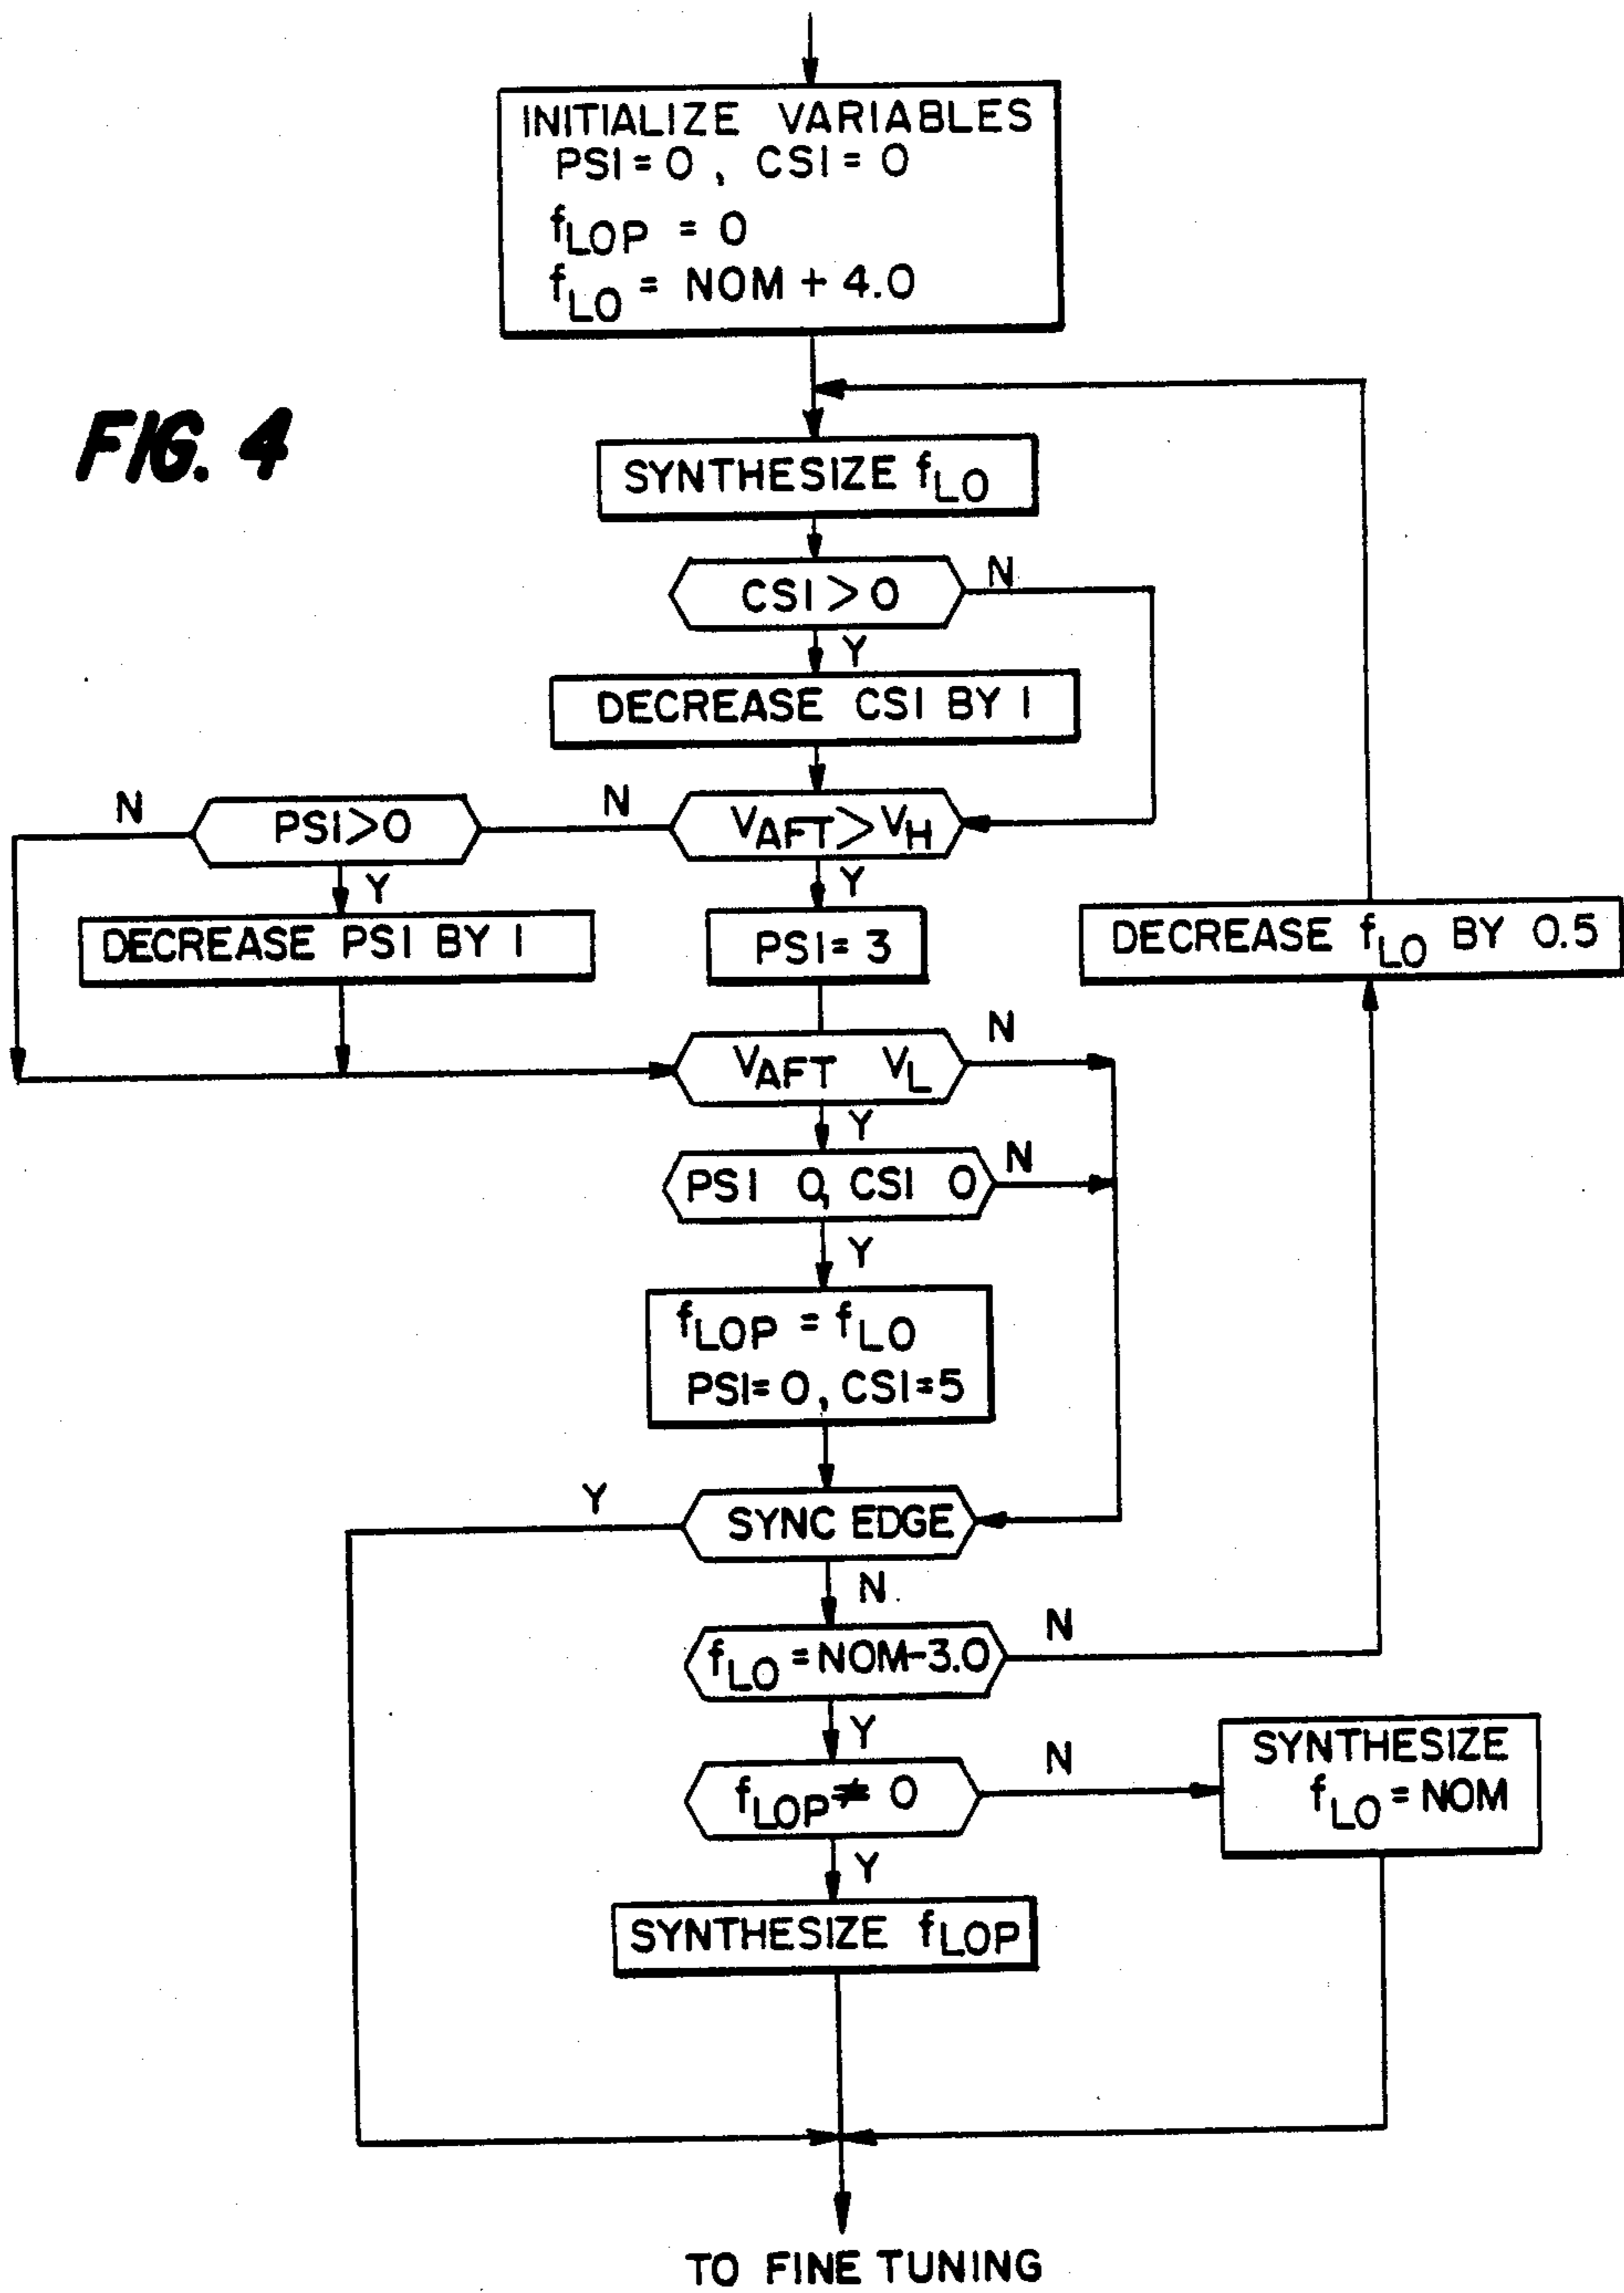 INITIALIZE VARIABLES
PSI=0, CSI=0
fLOP = 0
fLO = NOM + 4.0
FIG. 4
SYNTHESIZE fLO
CSI>0
N
Y
DECREASE CSI BY 1
N
PSI>0
N
VAFT>VH
Y
Y
DECREASE PSI BY 1
PSI=3
DECREASE fLO BY 0.5
VAFT VL
N
Y
PSI 0, CSI 0
N
Y
fLOP = fLO
PSI=0, CSI=5
Y
SYNC EDGE
N
fLO=NOM-3.0
N
Y
fLOP≠ 0
N
SYNTHESIZE
fLO=NOM
Y
SYNTHESIZE fLOP
TO FINE TUNING